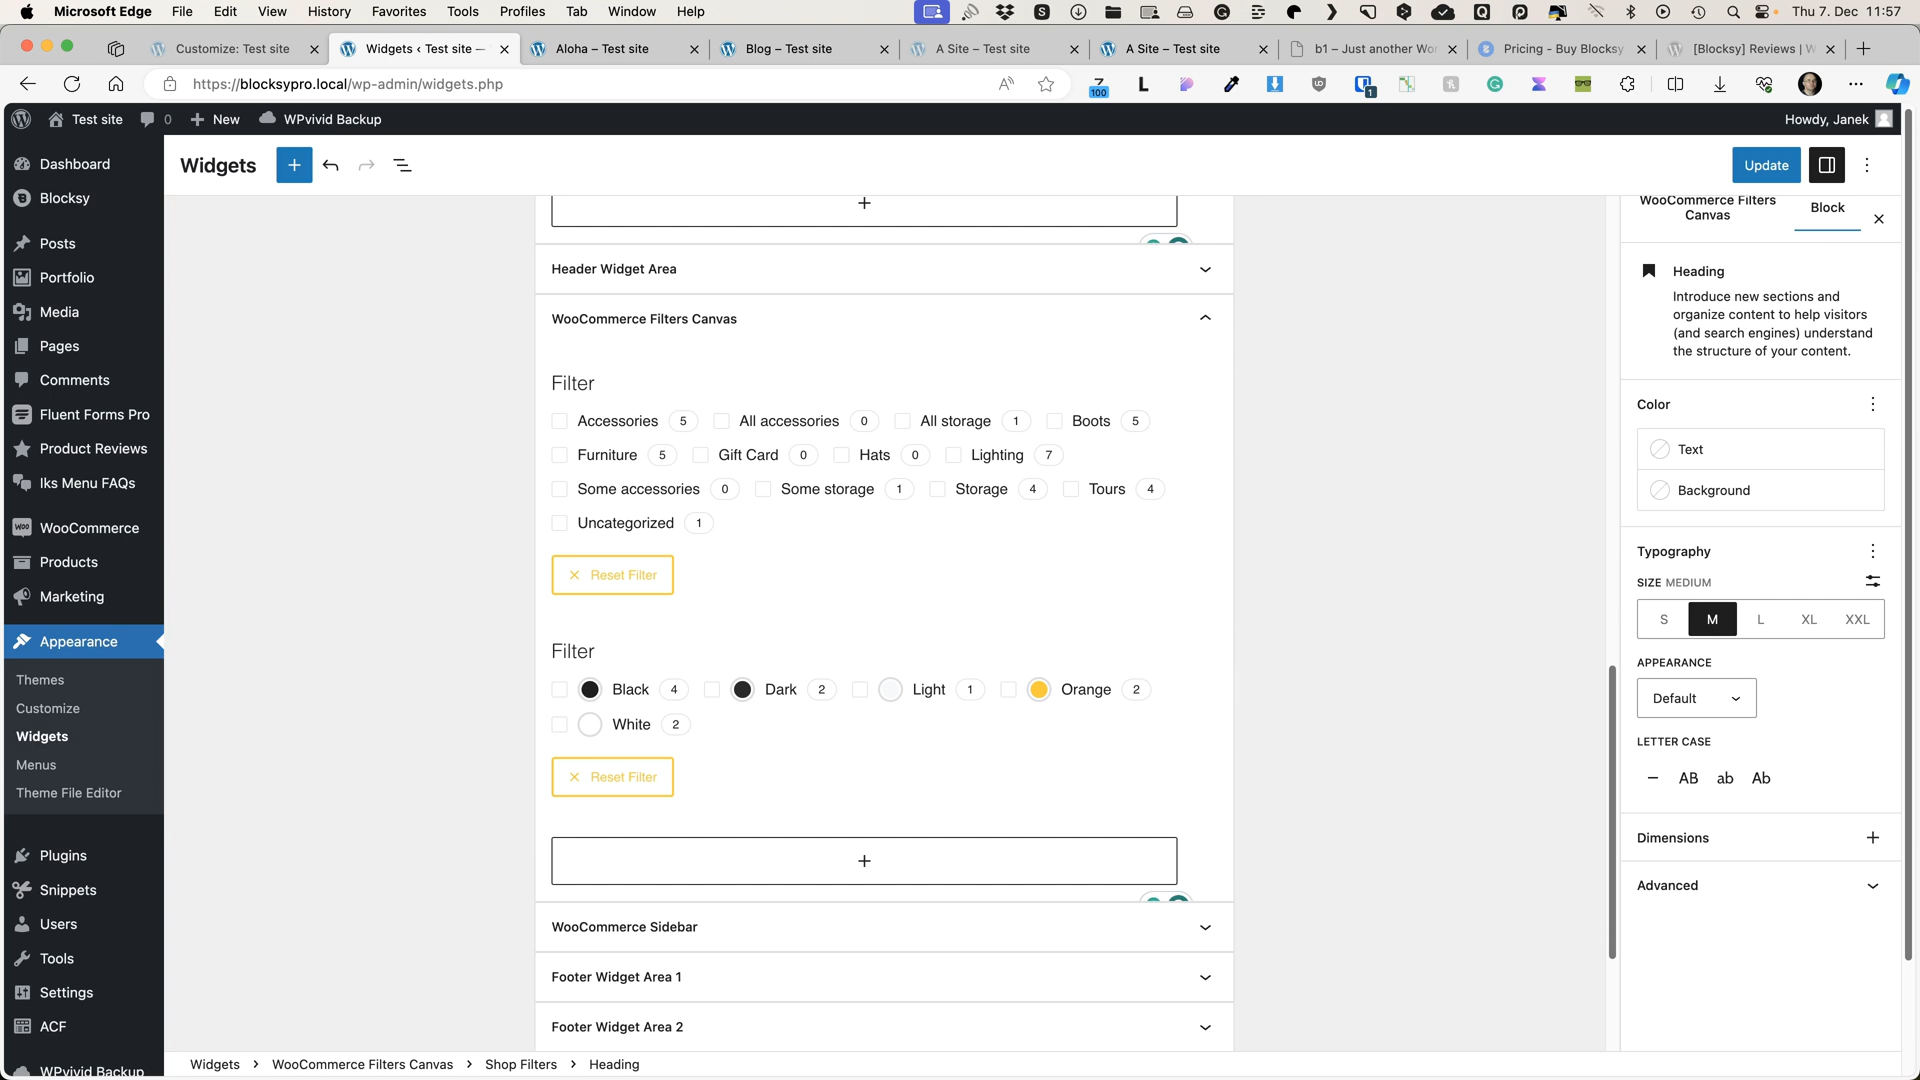 Microsoft Edge File Edit View History Favorites Tools Profiles Tab Window Help Thu 7. Dec 11:57
Customize: Test site
Widgets ‹ Test site —
Aloha – Test site
Blog – Test site
A Site – Test site
A Site – Test site
b1 – Just another Wor
Pricing - Buy Blocksy
[Blocksy] Reviews | W
https://blocksypro.local/wp-admin/widgets.php
100
1
Test site 0 New WPvivid Backup Howdy, Janek
Dashboard
Blocksy
Posts
Portfolio
Media
Pages
Comments
Fluent Forms Pro
Product Reviews
Iks Menu FAQs
WooCommerce
Products
Marketing
Appearance
Themes
Customize
Widgets
Menus
Theme File Editor
Plugins
Snippets
Users
Tools
Settings
ACF
WPvivid Backup
Widgets
Update
Header Widget Area
WooCommerce Filters Canvas
Filter
Accessories 5 All accessories 0 All storage 1 Boots 5
Furniture 5 Gift Card 0 Hats 0 Lighting 7
Some accessories 0 Some storage 1 Storage 4 Tours 4
Uncategorized 1
Reset Filter
Filter
Black 4 Dark 2 Light 1 Orange 2
White 2
Reset Filter
WooCommerce Sidebar
Footer Widget Area 1
Footer Widget Area 2
WooCommerce Filters
Canvas
Block
Heading
Introduce new sections and
organize content to help visitors
(and search engines) understand
the structure of your content.
Color
Text
Background
Typography
SIZE MEDIUM
S M L XL XXL
APPEARANCE
Default
LETTER CASE
– AB ab Ab
Dimensions
Advanced
Widgets › WooCommerce Filters Canvas › Shop Filters › Heading